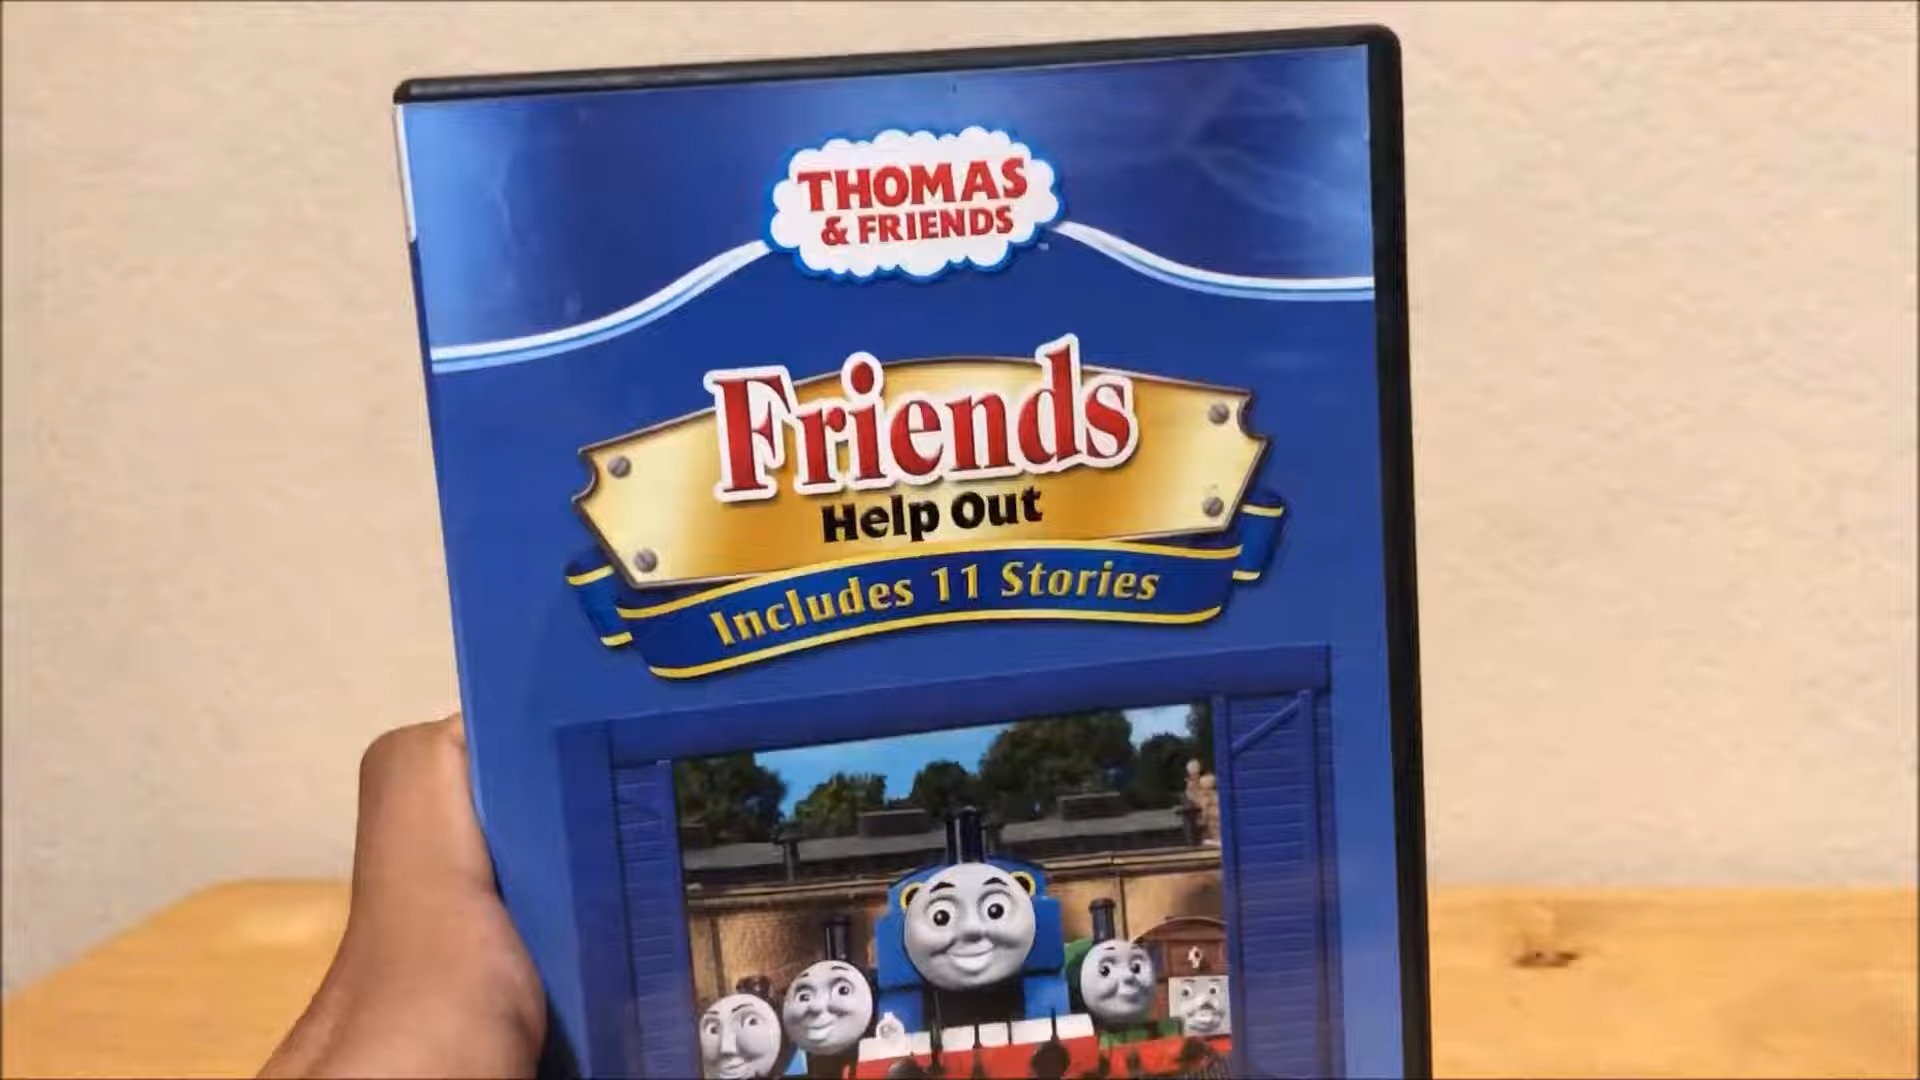 THOMAS
& FRIENDS
Friends
Help Out
Includes 11 Stories